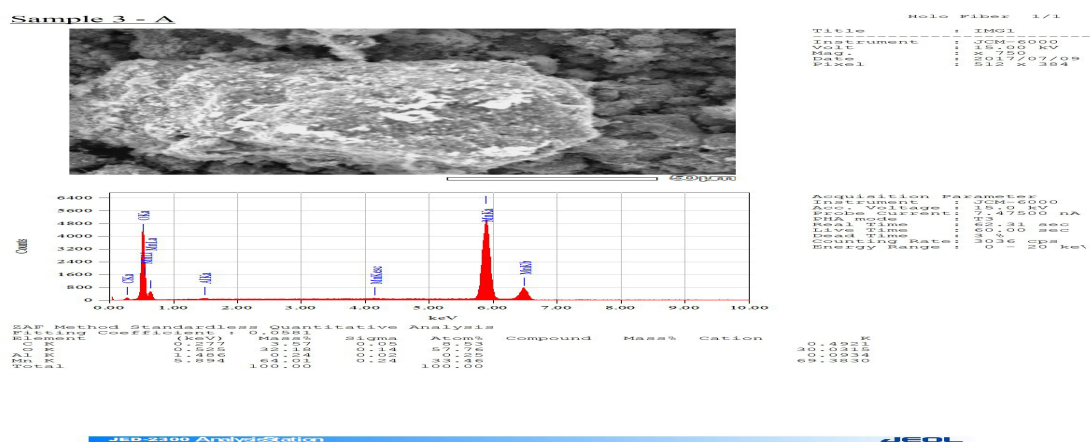 Sample 3 - A
Holo Fiber 1/1
Title : IMG1
Instrument : JCM-6000
Volt : 15.00 kV
Mag. : x 750
Date : 2017/07/09
Pixel : 512 x 384
50μm
6400
5600
4800
4000
3200
2400
1600
800
0
Counts
CKa
OKa
MnLl
MnLa
AlKa
MnKesc
MnKa
MnKb
0.00 1.00 2.00 3.00 4.00 5.00 6.00 7.00 8.00 9.00 10.00
keV
Acquisition Parameter
Instrument : JCM-6000
Acc. Voltage : 15.0 kV
Probe Current: 7.47500 nA
PHA mode : T3
Real Time : 62.31 sec
Live Time : 60.00 sec
Dead Time : 3 %
Counting Rate: 3036 cps
Energy Range : 0 - 20 keV
ZAF Method Standardless Quantitative Analysis
Fitting Coefficient : 0.0581
Element (keV) Mass% Sigma Atom% Compound Mass% Cation K
C K 0.277 3.57 0.05 8.53 0.4921
O K 0.525 32.18 0.14 57.76 30.0315
Al K 1.486 0.24 0.02 0.25 0.0934
Mn K 5.894 64.01 0.24 33.46 69.3830
Total 100.00 100.00
JED-2300 AnalysisStation
JEOL